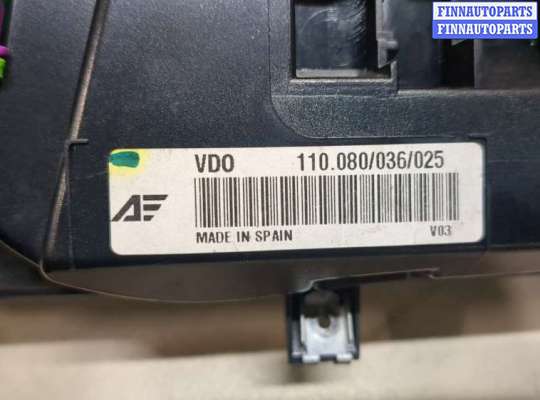 FINNAUTOPARTS
FINNAUTOPARTS
VDO 110.080/036/025
AE
MADE IN SPAIN V03